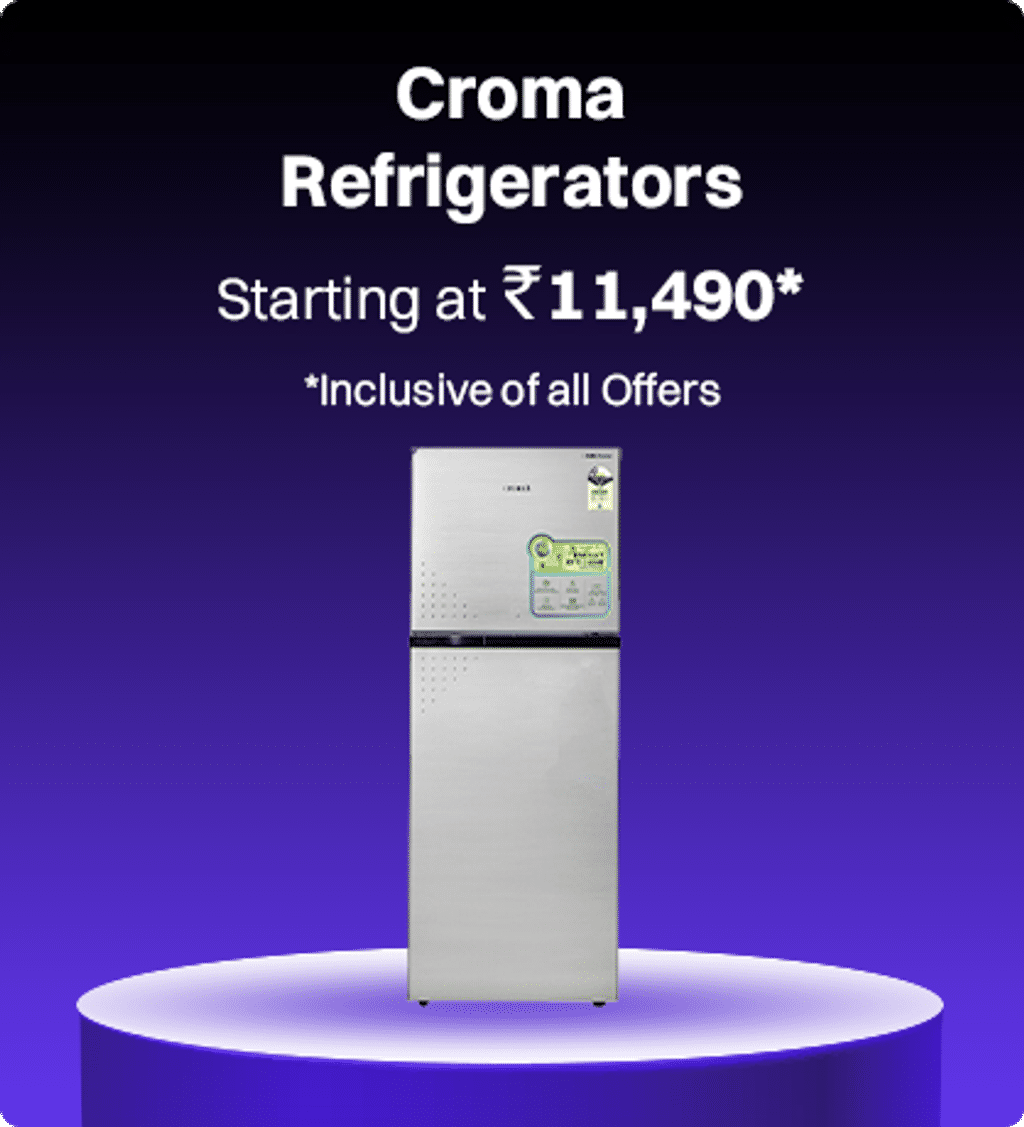 Croma
Refrigerators
Starting at ₹11,490*
*Inclusive of all Offers